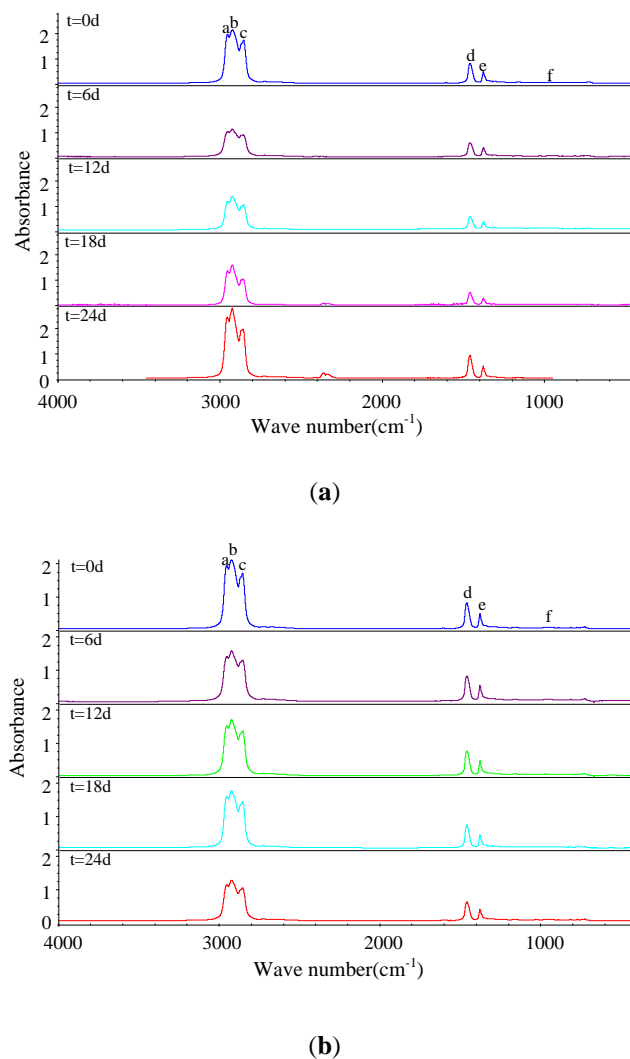 t=0d
a b c d e f
2
1
t=6d
2
1
t=12d
2
1
t=18d
2
1
t=24d
2
1
0
Absorbance
4000 3000 2000 1000
Wave number(cm-1)
(a)
t=0d
a b c d e f
2
1
t=6d
2
1
t=12d
2
1
t=18d
2
1
t=24d
2
1
0
Absorbance
4000 3000 2000 1000
Wave number(cm-1)
(b)